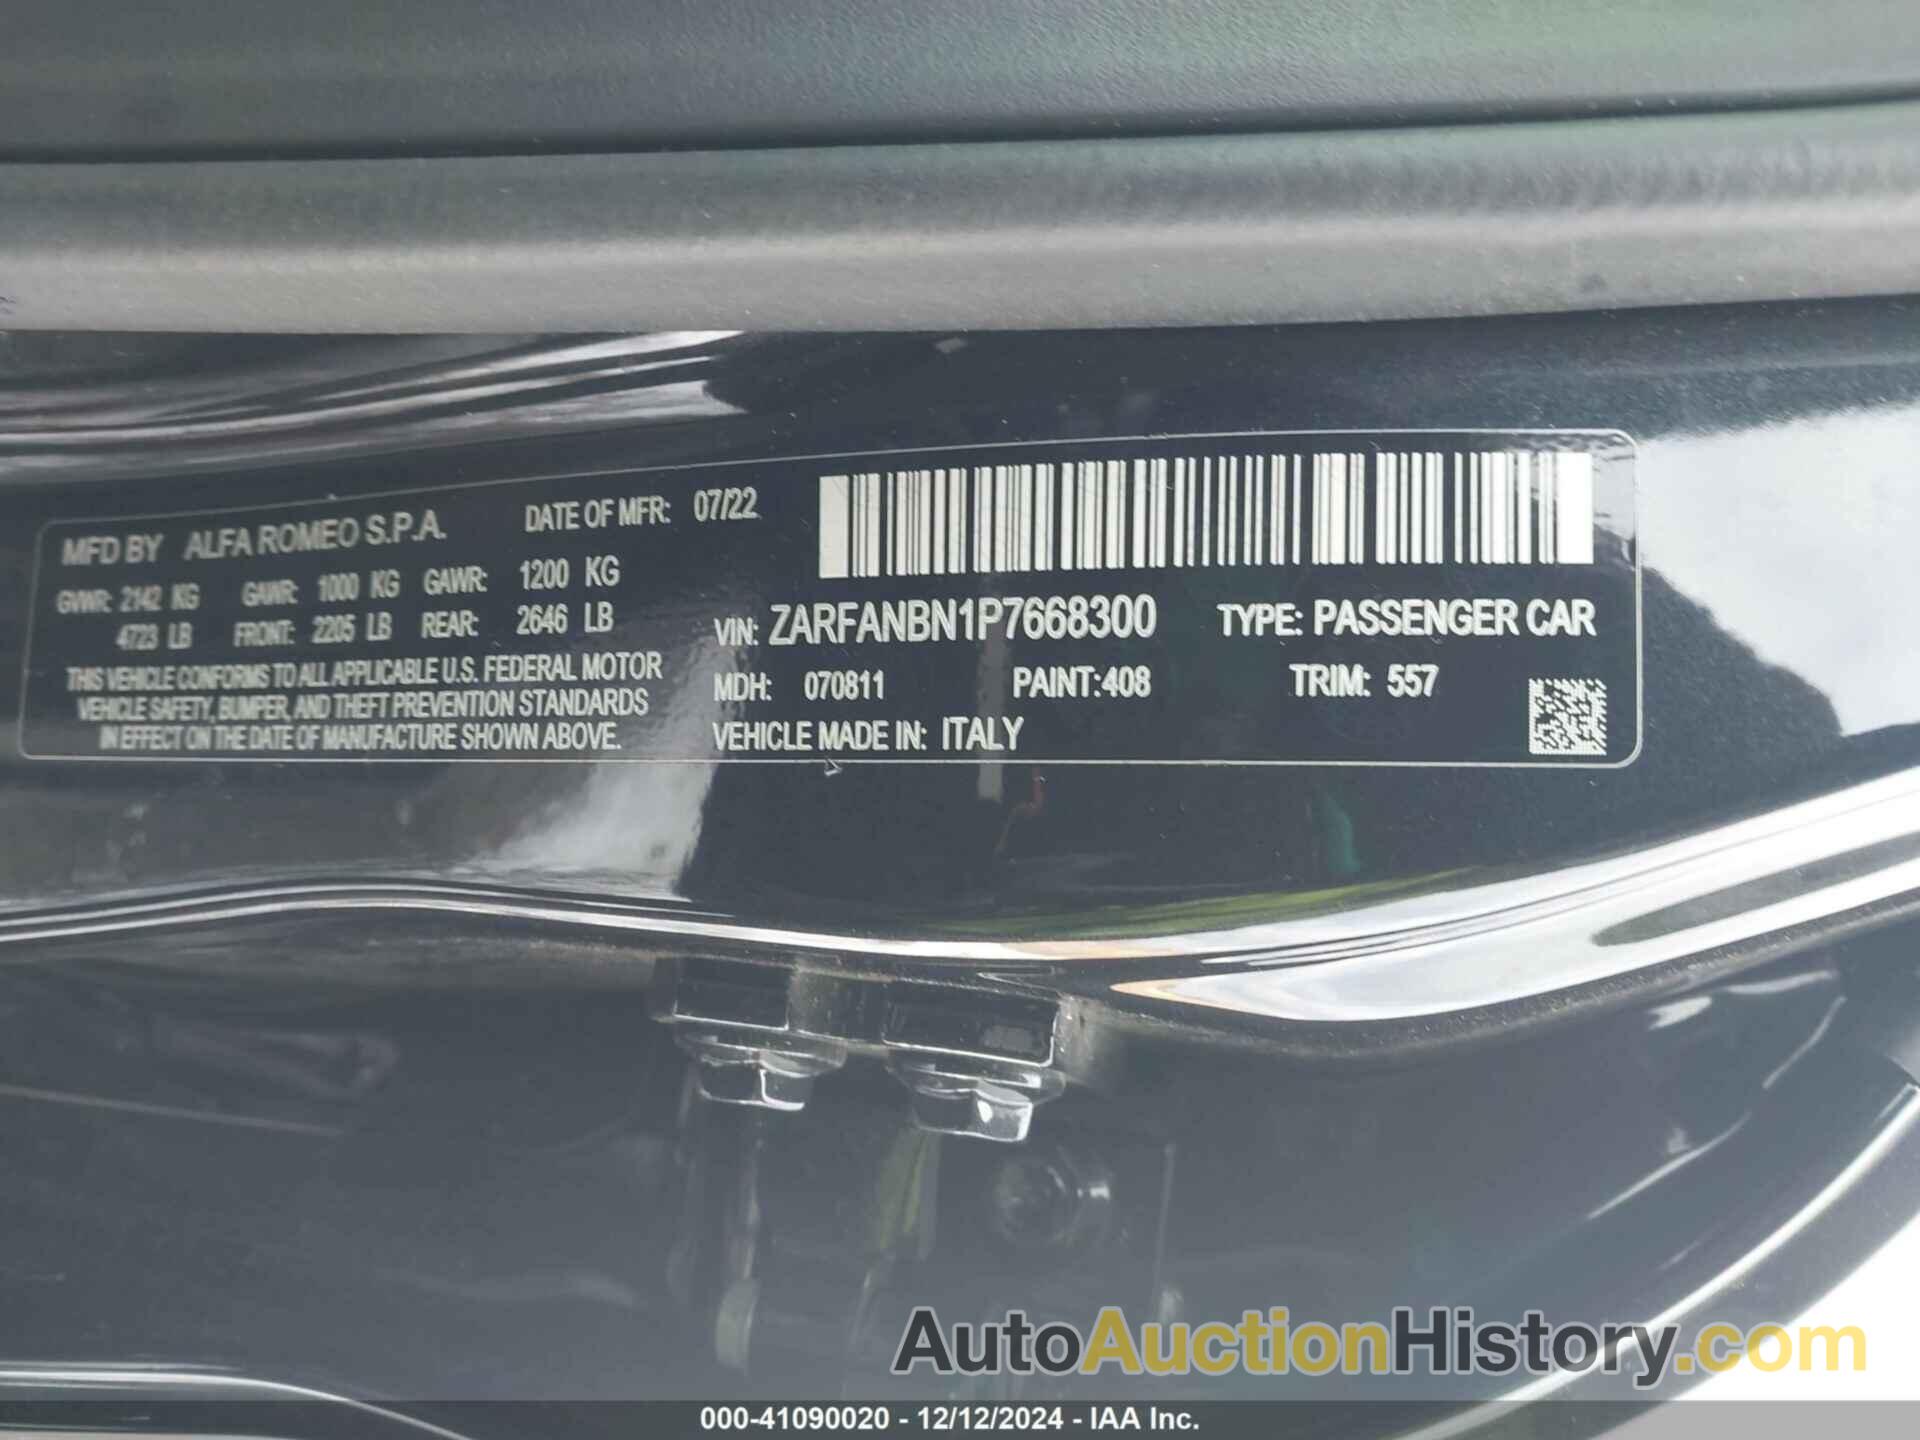 MFD BY ALFA ROMEO S.P.A. DATE OF MFR: 07/22
GVWR: 2142 KG GAWR: 1000 KG GAWR: 1200 KG
4723 LB FRONT: 2205 LB REAR: 2646 LB
THIS VEHICLE CONFORMS TO ALL APPLICABLE U.S. FEDERAL MOTOR
VEHICLE SAFETY, BUMPER, AND THEFT PREVENTION STANDARDS
IN EFFECT ON THE DATE OF MANUFACTURE SHOWN ABOVE.
VIN: ZARFANBN1P7668300 TYPE: PASSENGER CAR
MDH: 070811 PAINT:408 TRIM: 557
VEHICLE MADE IN: ITALY
AutoAuctionHistory.com
000-41090020 - 12/12/2024 - IAA Inc.